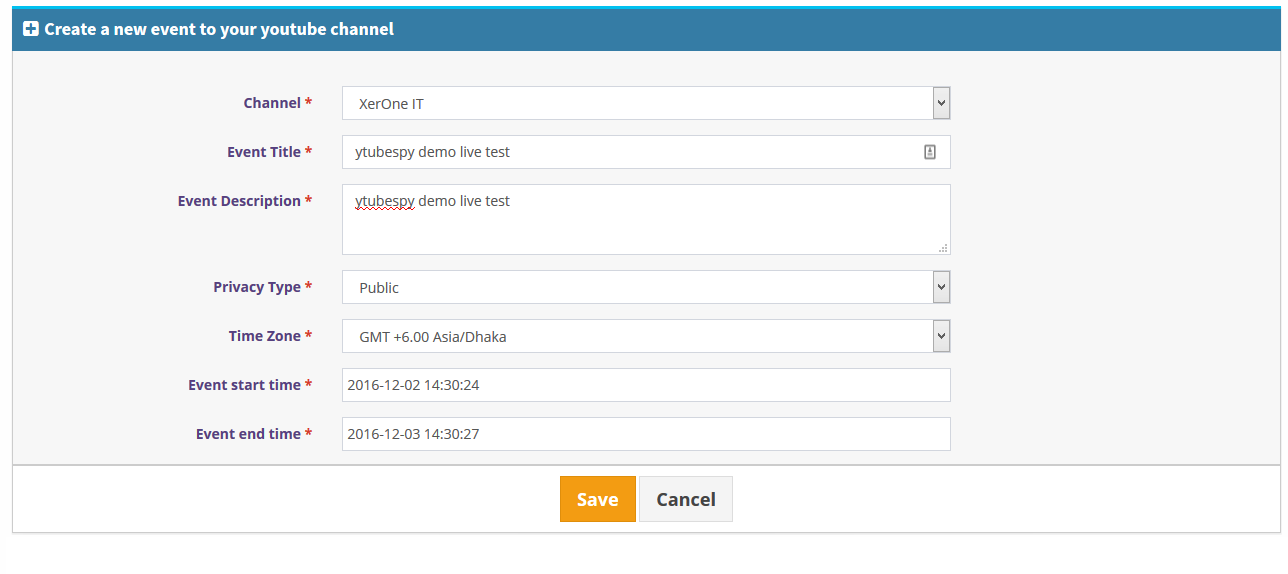 Create a new event to your youtube channel
Channel * XerOne IT
Event Title * ytubespy demo live test
Event Description * ytubespy demo live test
Privacy Type * Public
Time Zone * GMT +6.00 Asia/Dhaka
Event start time * 2016-12-02 14:30:24
Event end time * 2016-12-03 14:30:27
Save Cancel